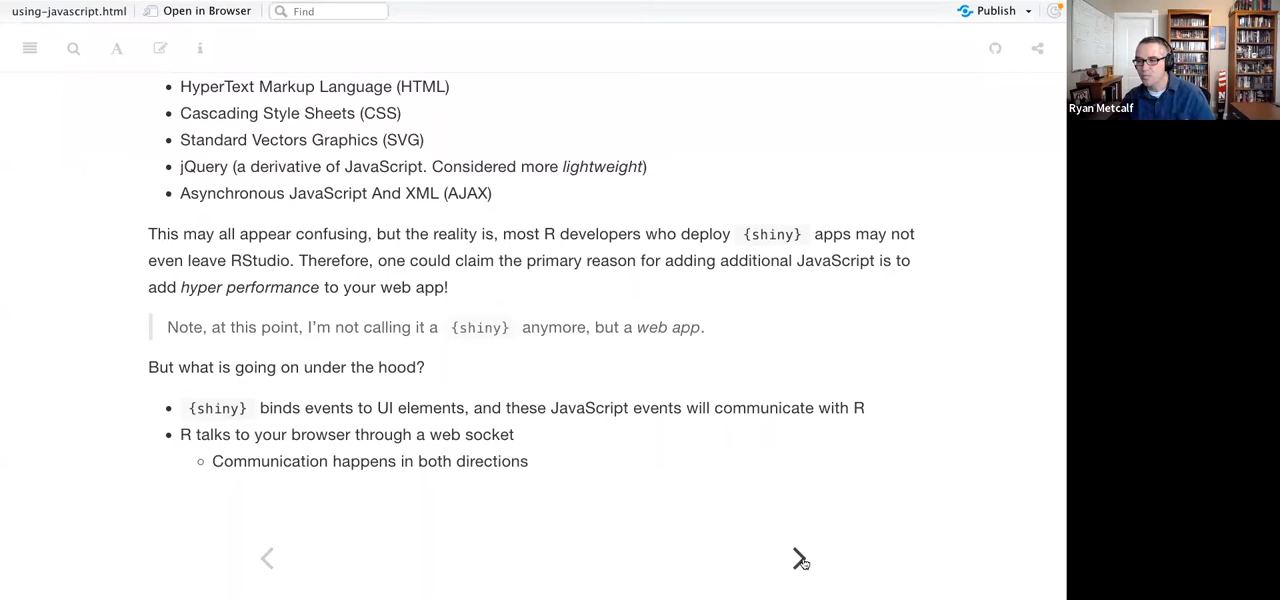 using-javascript.html Open in Browser Find Publish
HyperText Markup Language (HTML)
Cascading Style Sheets (CSS)
Standard Vectors Graphics (SVG)
jQuery (a derivative of JavaScript. Considered more lightweight)
Asynchronous JavaScript And XML (AJAX)
This may all appear confusing, but the reality is, most R developers who deploy {shiny} apps may not
even leave RStudio. Therefore, one could claim the primary reason for adding additional JavaScript is to
add hyper performance to your web app!
Note, at this point, I'm not calling it a {shiny} anymore, but a web app.
But what is going on under the hood?
{shiny} binds events to UI elements, and these JavaScript events will communicate with R
R talks to your browser through a web socket
Communication happens in both directions
Ryan Metcalf